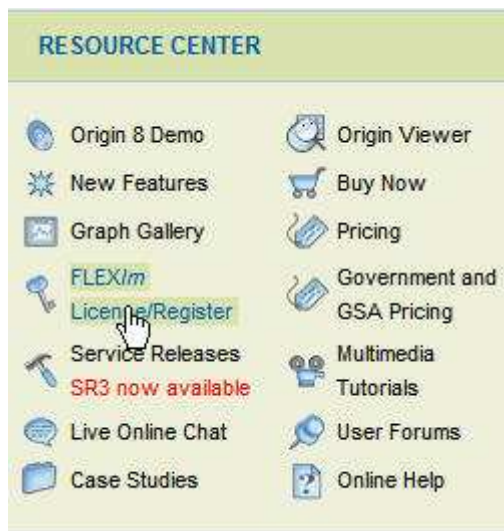 RESOURCE CENTER
Origin 8 Demo
New Features
Graph Gallery
FLEXlm
License/Register
Service Releases
SR3 now available
Live Online Chat
Case Studies
Origin Viewer
Buy Now
Pricing
Government and
GSA Pricing
Multimedia
Tutorials
User Forums
Online Help